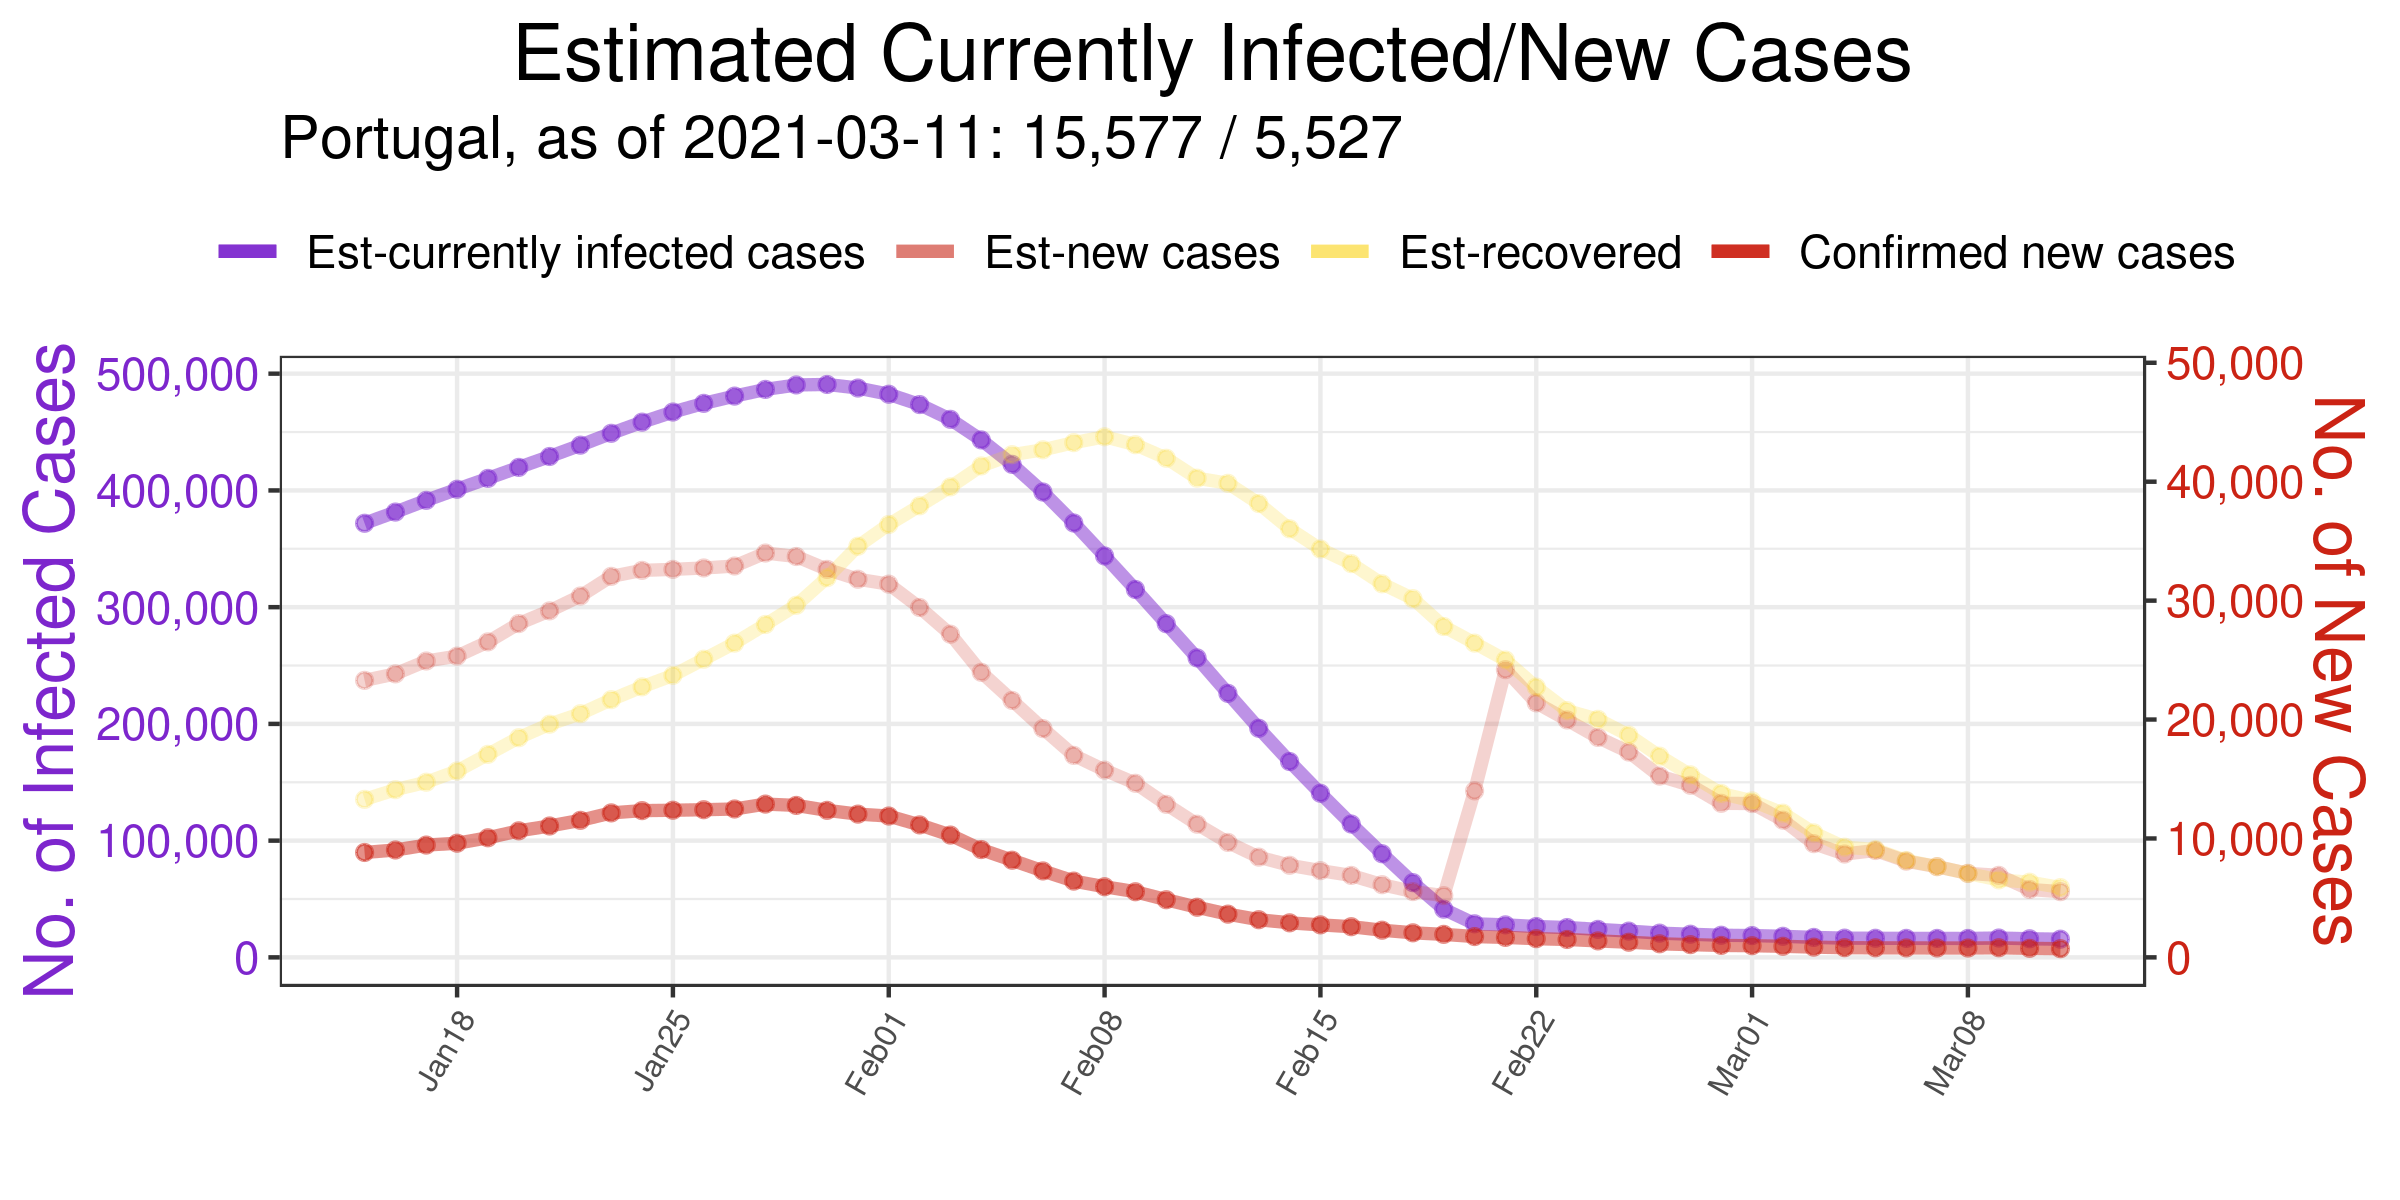 Estimated Currently Infected/New Cases
Portugal, as of 2021-03-11: 15,577 / 5,527
Est-currently infected cases Est-new cases Est-recovered Confirmed new cases
No. of Infected Cases
500,000
400,000
300,000
200,000
100,000
0
50,000
40,000
30,000
20,000
10,000
0
No. of New Cases
Jan18 Jan25 Feb01 Feb08 Feb15 Feb22 Mar01 Mar08